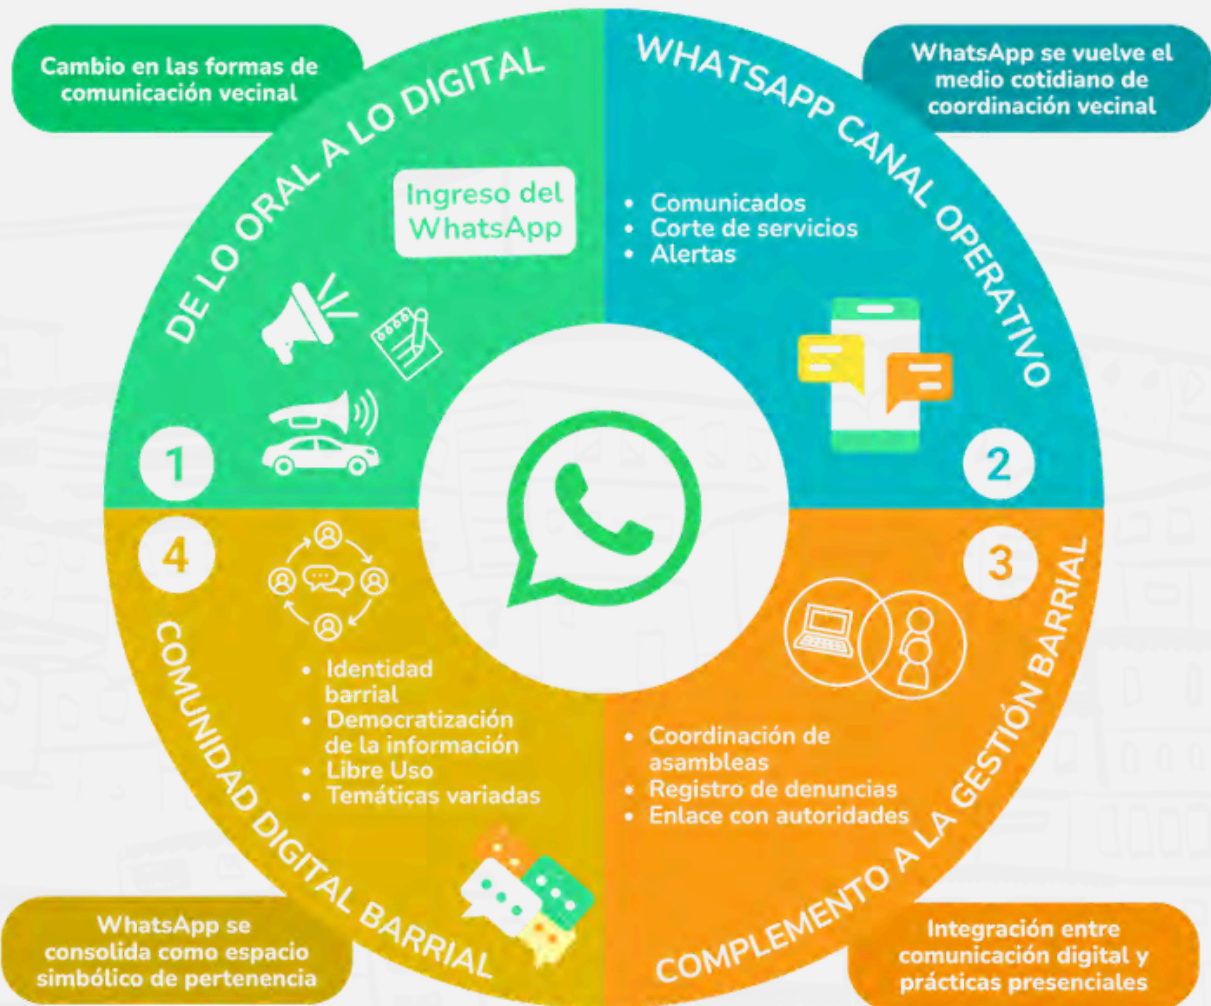 Cambio en las formas de
comunicación vecinal
DE LO ORAL A LO DIGITAL
Ingreso del
WhatsApp
1
WhatsApp se vuelve el
medio cotidiano de
coordinación vecinal
WHATSAPP CANAL OPERATIVO
• Comunicados
• Corte de servicios
• Alertas
2
3
COMPLEMENTO A LA GESTIÓN BARRIAL
• Coordinación de
asambleas
• Registro de denuncias
• Enlace con autoridades
Integración entre
comunicación digital y
prácticas presenciales
4
COMUNIDAD DIGITAL BARRIAL
• Identidad
barrial
• Democratización
de la información
• Libre Uso
• Temáticas variadas
WhatsApp se
consolida como espacio
simbólico de pertenencia